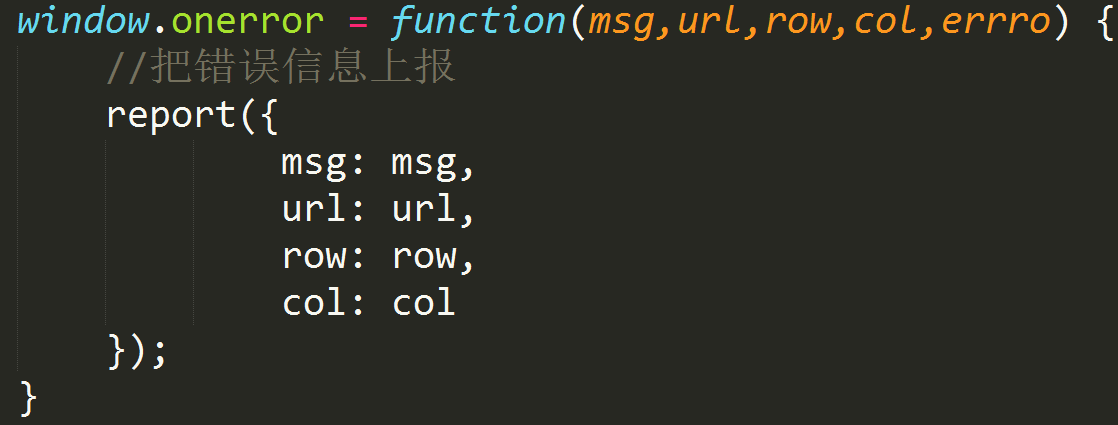 window.onerror = function(msg,url,row,col,errro) {
//把错误信息上报
report({
msg: msg,
url: url,
row: row,
col: col
});
}